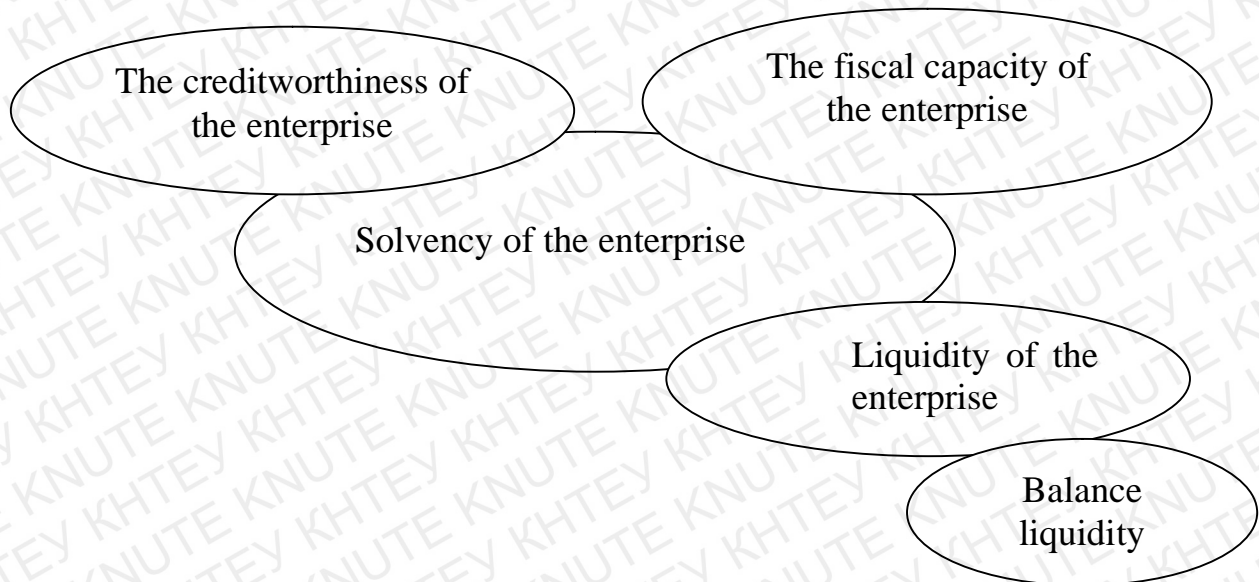 The creditworthiness of
the enterprise
The fiscal capacity of
the enterprise
Solvency of the enterprise
Liquidity of the
enterprise
Balance
liquidity